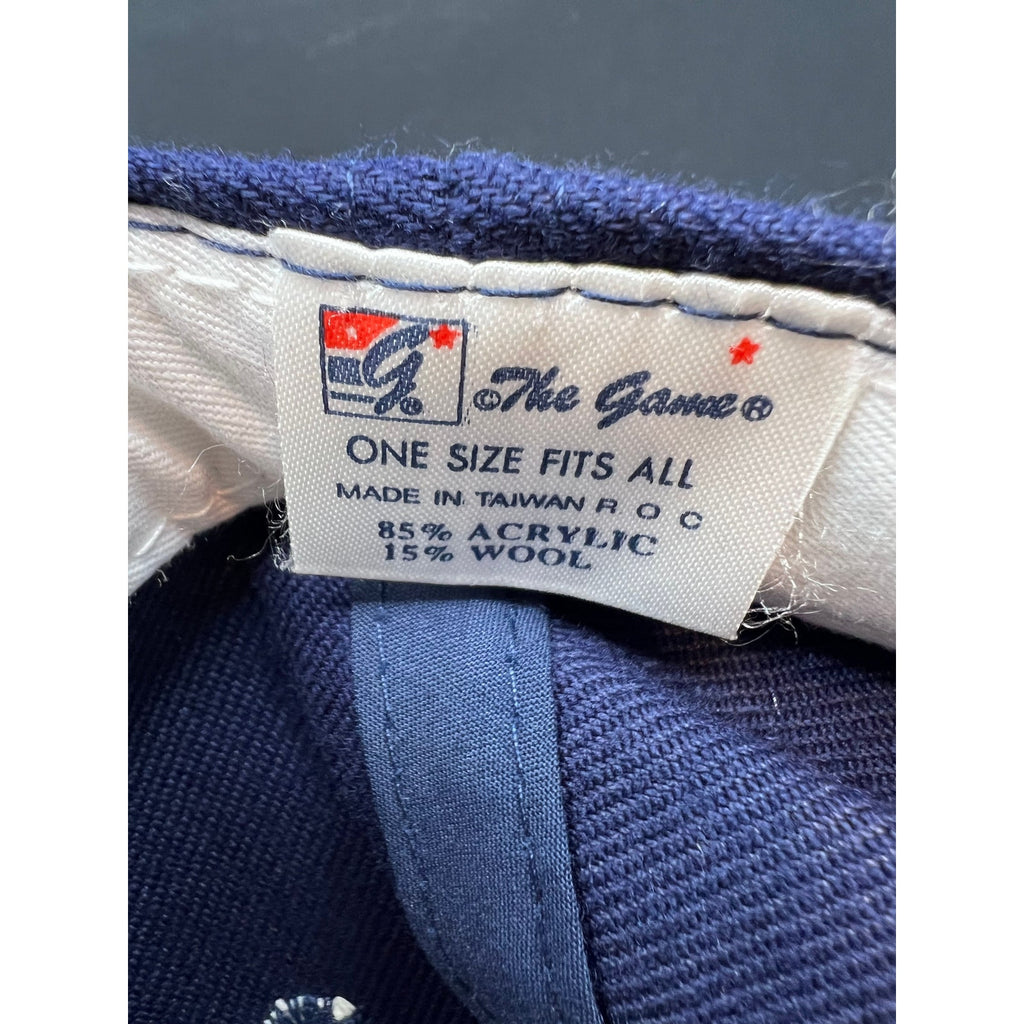 G
©The Game®
ONE SIZE FITS ALL
MADE IN TAIWAN R O C
85% ACRYLIC
15% WOOL